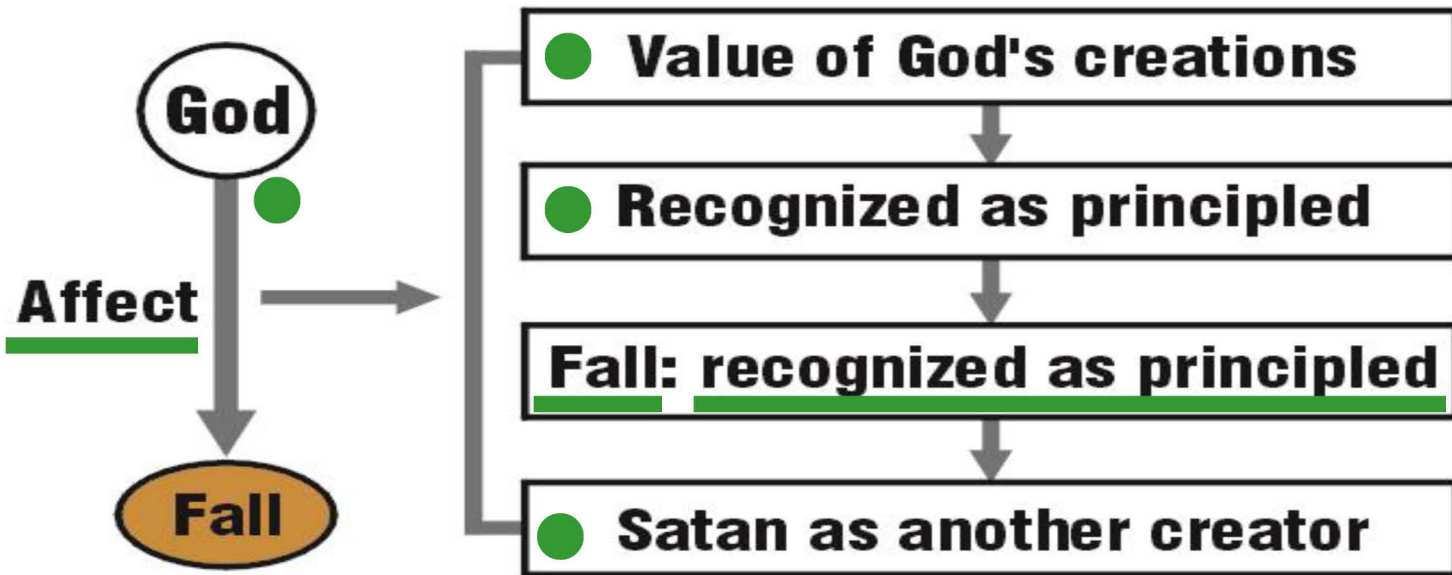 God
Affect
Fall
Value of God's creations
Recognized as principled
Fall: recognized as principled
Satan as another creator